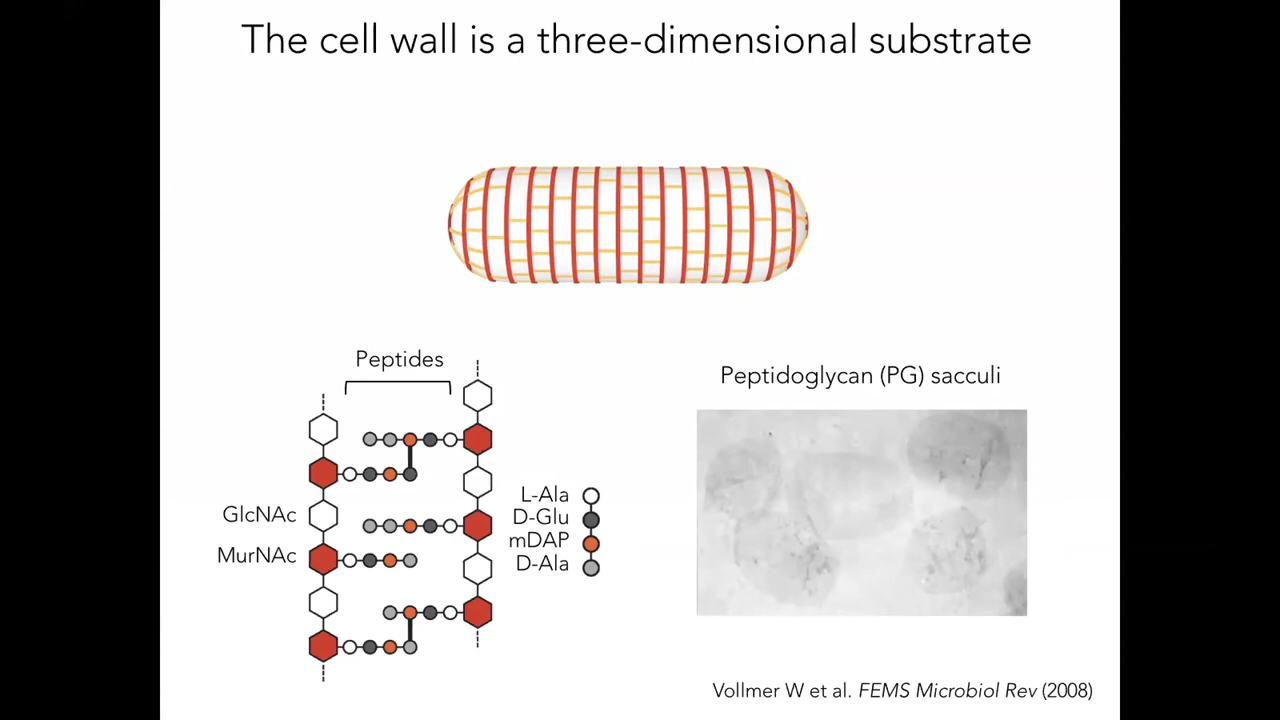 The cell wall is a three-dimensional substrate
Peptides
GlcNAc
MurNAc
L-Ala
D-Glu
mDAP
D-Ala
Peptidoglycan (PG) sacculi
Vollmer W et al. FEMS Microbiol Rev (2008)